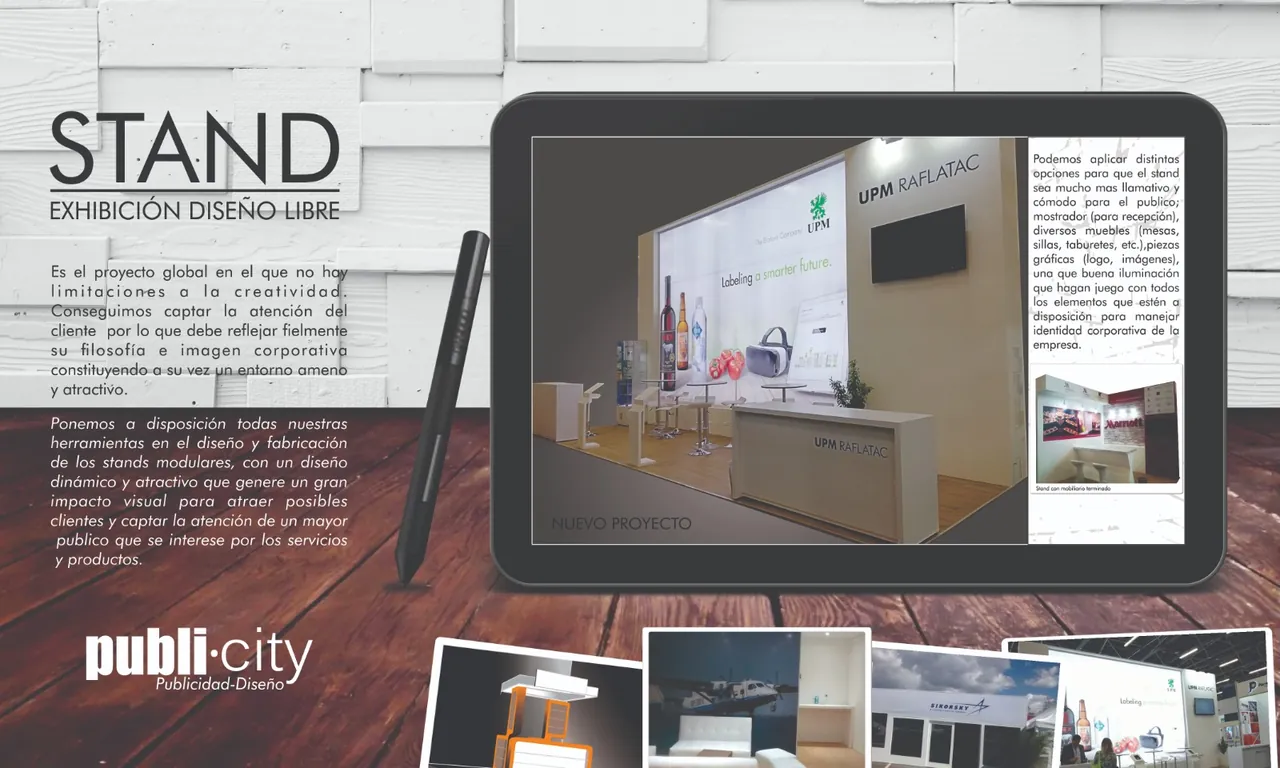 STAND
EXHIBICIÓN DISEÑO LIBRE
Es el proyecto global en el que no hay
limitaciones a la creatividad.
Conseguimos captar la atención del
cliente por lo que debe reflejar fielmente
su filosofía e imagen corporativa
constituyendo a su vez un entorno ameno
y atractivo.
Ponemos a disposición todas nuestras
herramientas en el diseño y fabricación
de los stands modulares, con un diseño
dinámico y atractivo que genere un gran
impacto visual para atraer posibles
clientes y captar la atención de un mayor
publico que se interese por los servicios
y productos.
publi·city
Publicidad-Diseño
UPM RAFLATAC
UPM
Labeling a smarter future.
UPM RAFLATAC
NUEVO PROYECTO
Podemos aplicar distintas
opciones para que el stand
sea mucho mas llamativo y
cómodo para el publico;
mostrador (para recepción),
diversos muebles (mesas,
sillas, taburetes, etc.),piezas
gráficas (logo, imágenes),
una que buena iluminación
que hagan juego con todos
los elementos que estén a
disposición para manejar
identidad corporativa de la
empresa.
Marriott
Stand con mobiliario terminado
SIKORSKY
UPM
UPM RAFLATAC
Labeling